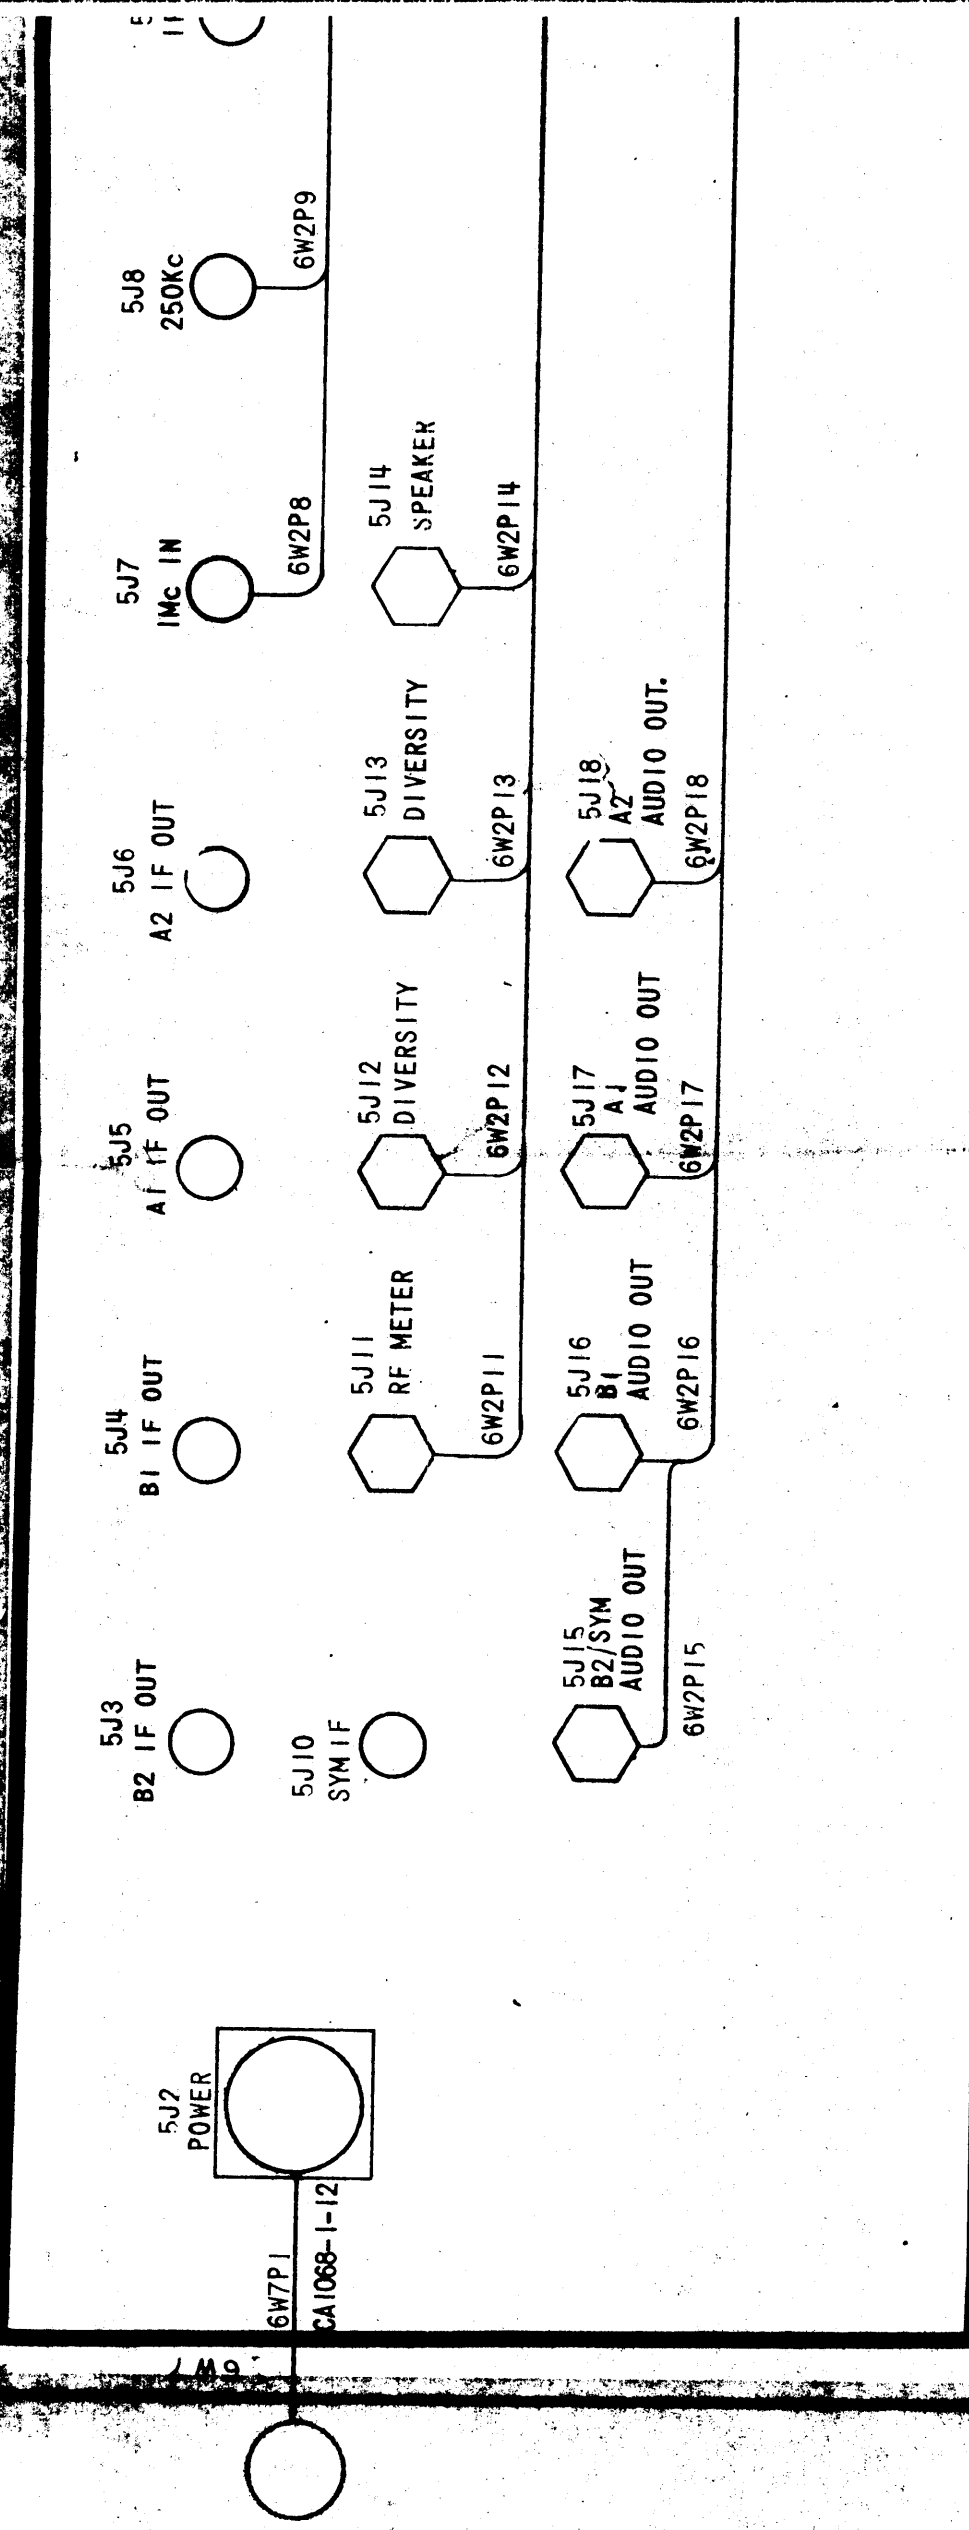 5J2
POWER
6W7P1
CA1068-1-12
6W7
5J3
B2 IF OUT
5J4
B1 IF OUT
5J5
A1 IF OUT
5J6
A2 IF OUT
5J7
1Mc IN
6W2P8
5J8
250Kc
6W2P9
5J10
SYM IF
5J11
RF METER
6W2P11
5J12
DIVERSITY
6W2P12
5J13
DIVERSITY
6W2P13
5J14
SPEAKER
6W2P14
5J15
B2/SYM
AUDIO OUT
6W2P15
5J16
B1
AUDIO OUT
6W2P16
5J17
A1
AUDIO OUT
6W2P17
5J18
A2
AUDIO OUT.
6W2P18